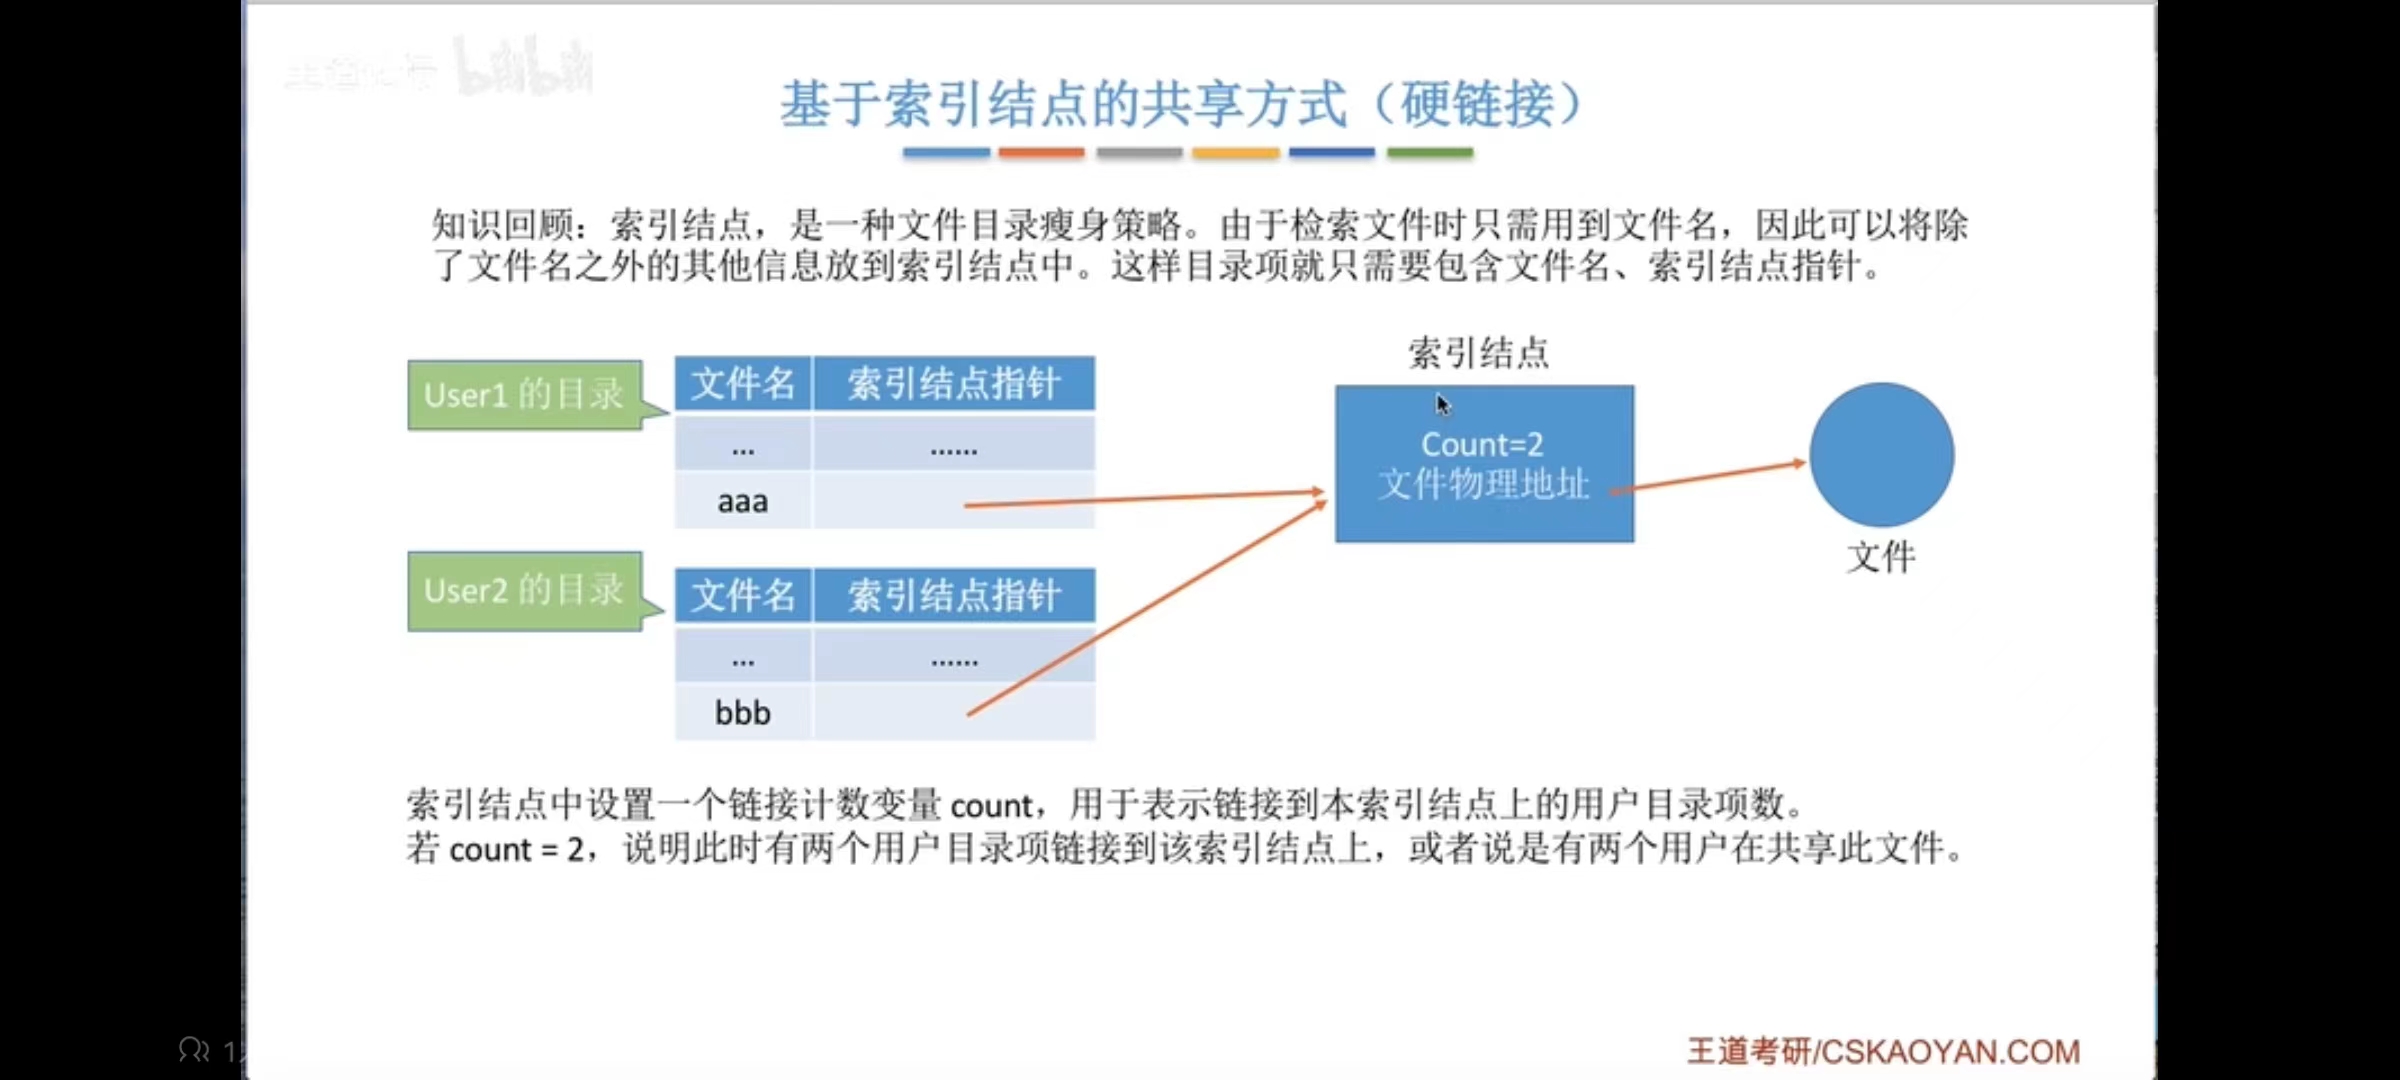 bilibili
基于索引结点的共享方式（硬链接）
知识回顾：索引结点，是一种文件目录瘦身策略。由于检索文件时只需用到文件名，因此可以将除
了文件名之外的其他信息放到索引结点中。这样目录项就只需要包含文件名、索引结点指针。
索引结点
User1 的目录
文件名 索引结点指针
... ......
aaa
Count=2
文件物理地址
文件
User2 的目录
文件名 索引结点指针
... ......
bbb
索引结点中设置一个链接计数变量 count，用于表示链接到本索引结点上的用户目录项数。
若 count = 2，说明此时有两个用户目录项链接到该索引结点上，或者说是有两个用户在共享此文件。
王道考研/CSKAOYAN.COM